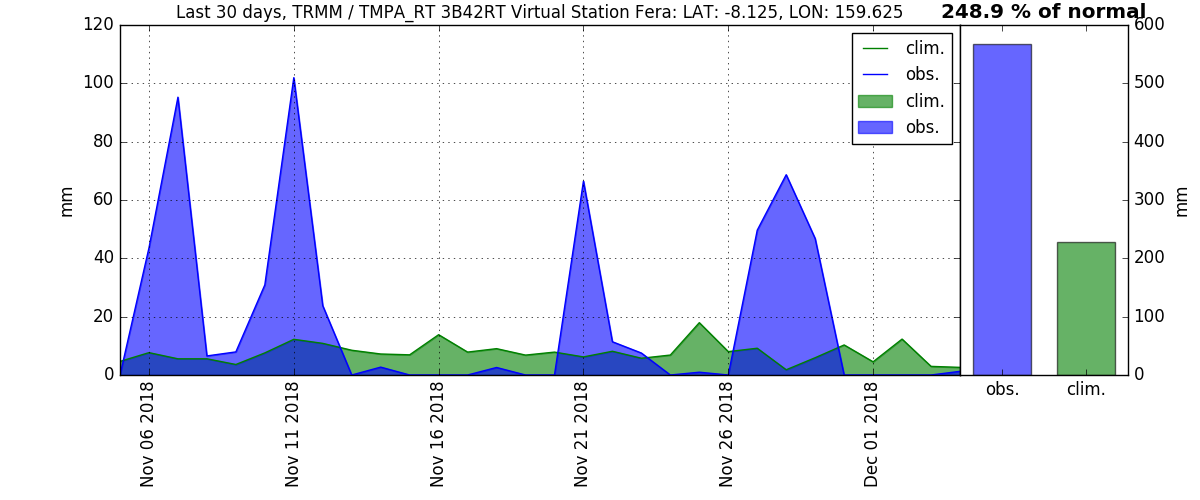 Last 30 days, TRMM / TMPA_RT 3B42RT Virtual Station Fera: LAT: -8.125, LON: 159.625
248.9 % of normal
120
100
80
60
40
20
0
mm
clim.
obs.
clim.
obs.
Nov 06 2018
Nov 11 2018
Nov 16 2018
Nov 21 2018
Nov 26 2018
Dec 01 2018
600
500
400
300
200
100
0
mm
obs.
clim.